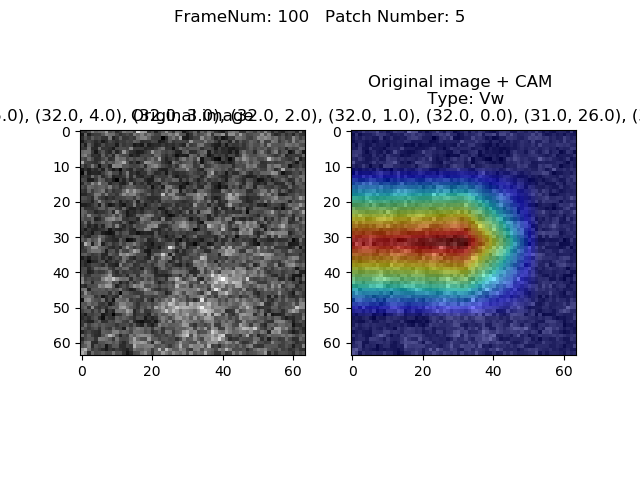 FrameNum: 100   Patch Number: 5
Original image + CAM
Type: Vw
.0), (32.0, 4.0), (32.0, 3.0), (32.0, 2.0), (32.0, 1.0), (32.0, 0.0), (31.0, 26.0), (
Original image
0
10
20
30
40
50
60
0 20 40 60
0
10
20
30
40
50
60
0 20 40 60